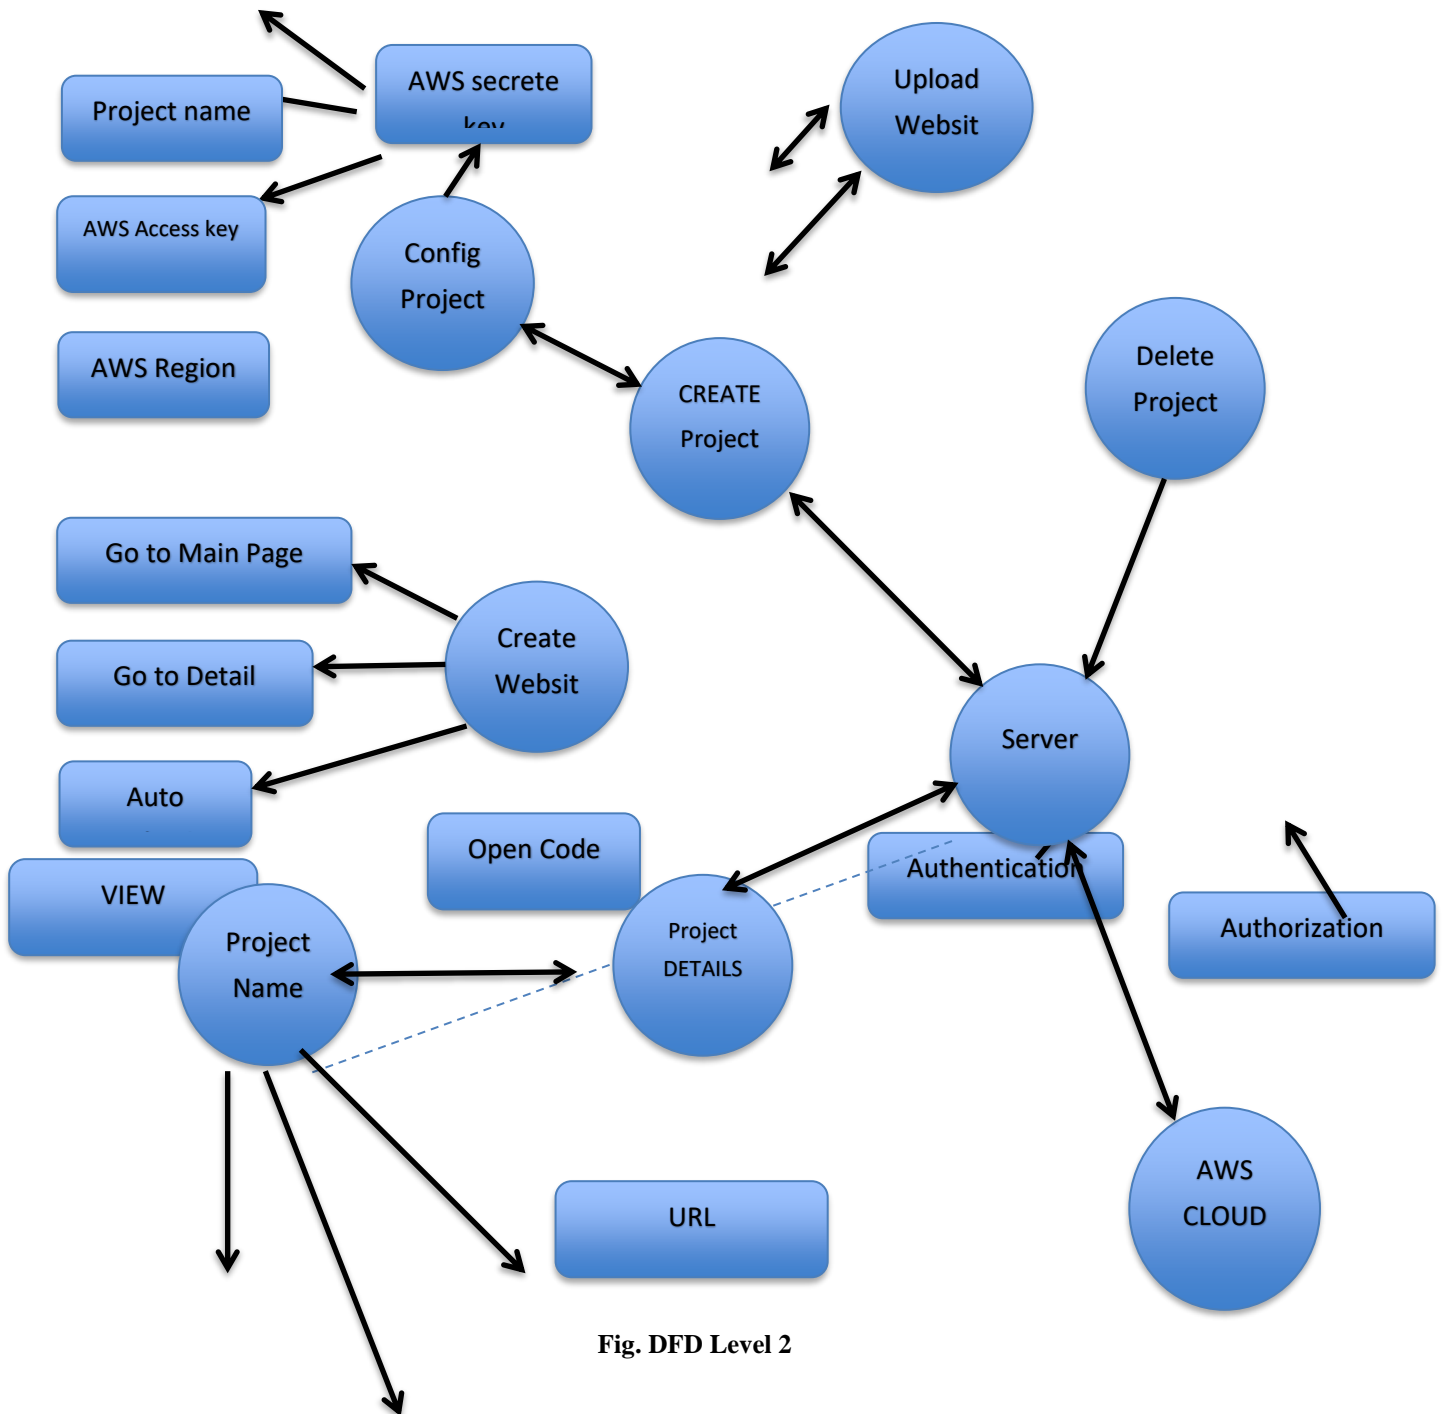 AWS secrete
key
Project name
Upload
Websit
AWS Access key
Config
Project
AWS Region
CREATE
Project
Delete
Project
Go to Main Page
Create
Websit
Go to Detail
Server
Auto
Open Code
Authentication
VIEW
Project
Name
Project
DETAILS
Authorization
AWS
CLOUD
URL
Fig. DFD Level 2